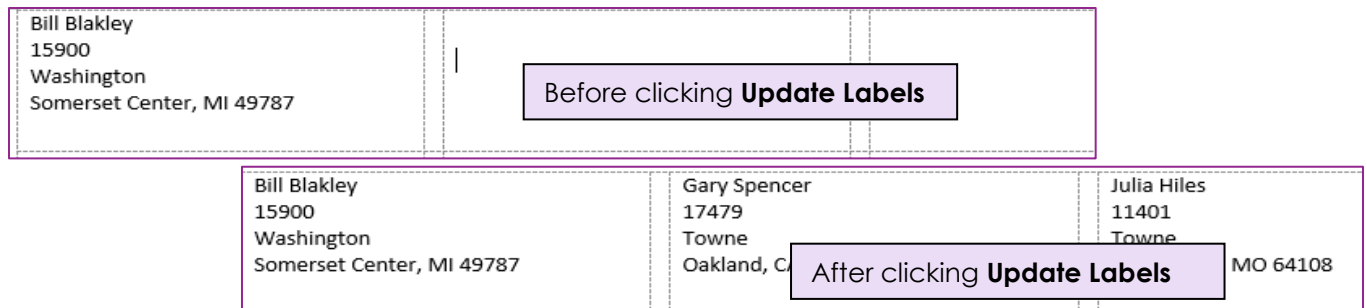 Bill Blakley
15900
Washington
Somerset Center, MI 49787
Before clicking Update Labels
Bill Blakley
15900
Washington
Somerset Center, MI 49787
Gary Spencer
17479
Towne
Oakland,
Julia Hiles
11401
Towne
MO 64108
After clicking Update Labels